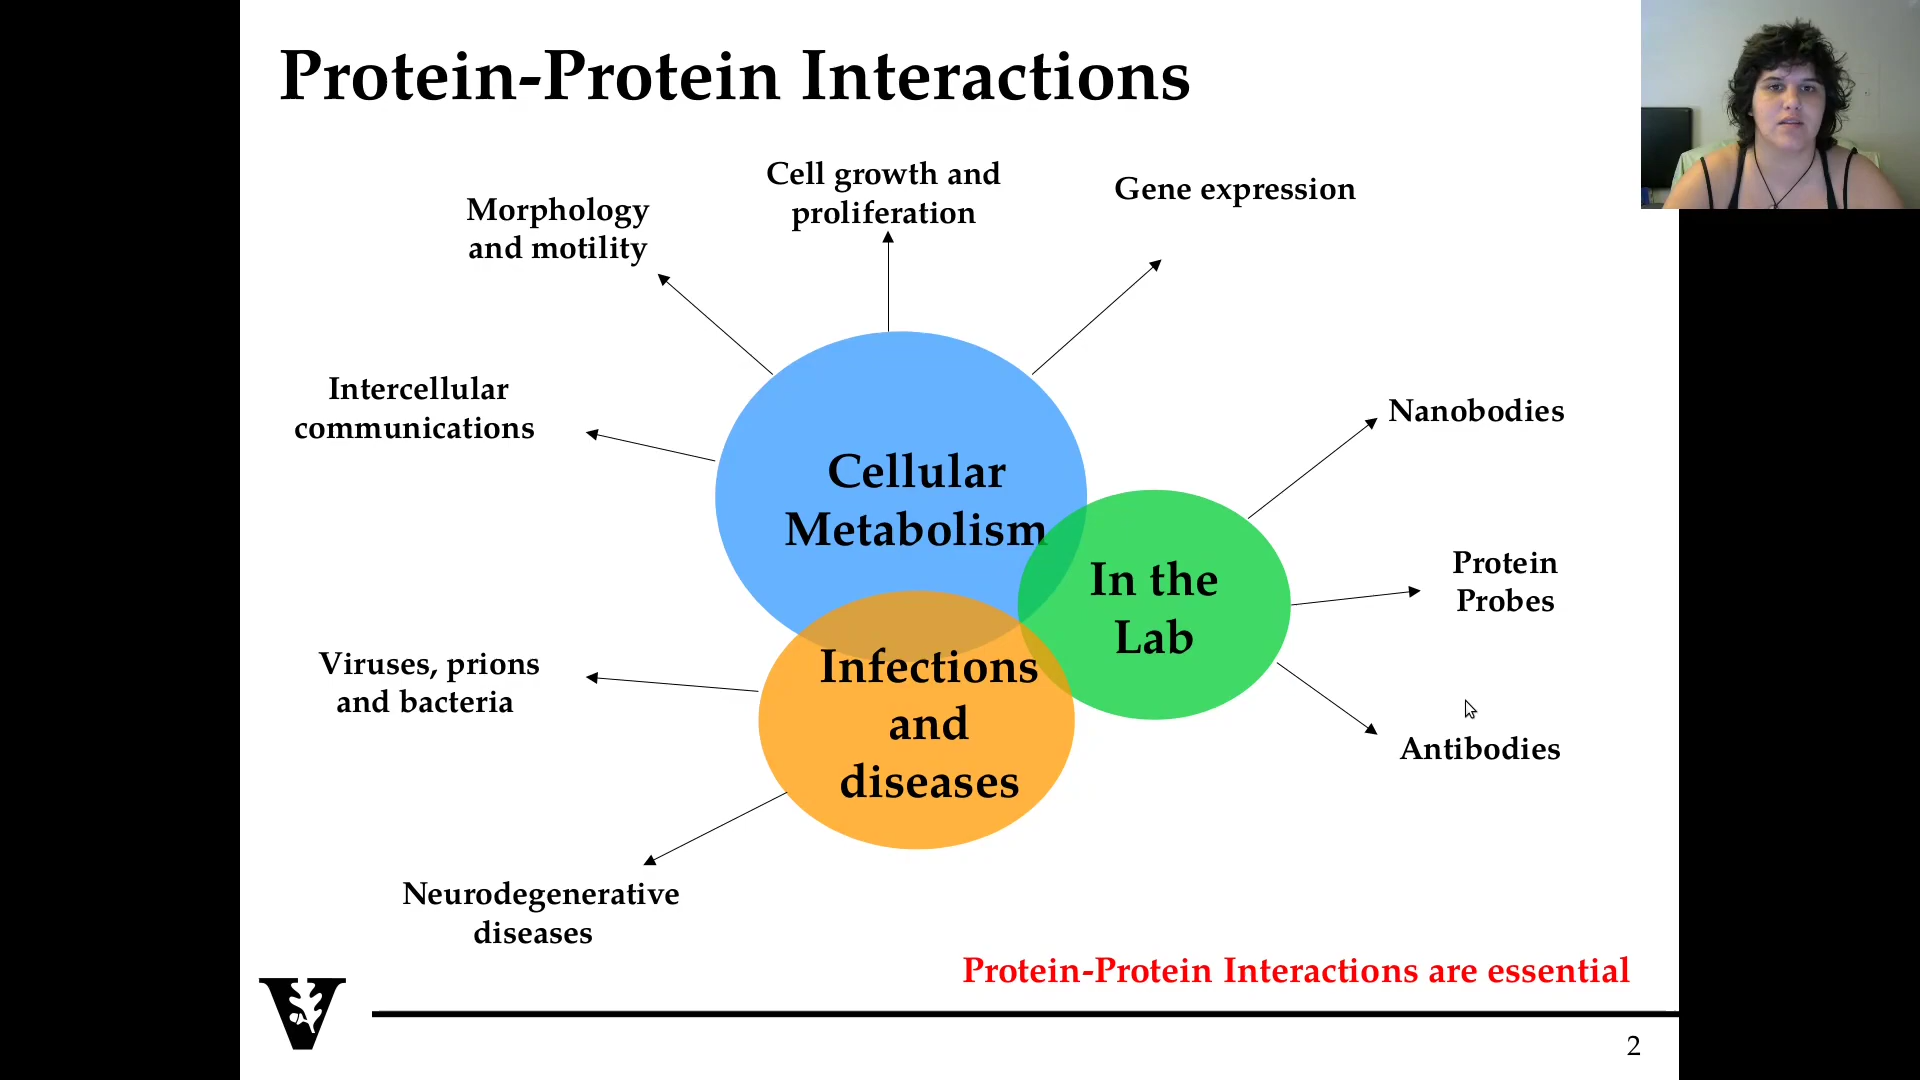 Protein-Protein Interactions
Cell growth and
proliferation
Gene expression
Morphology
and motility
Intercellular
communications
Nanobodies
Cellular
Metabolism
In the
Lab
Protein
Probes
Infections
and
diseases
Viruses, prions
and bacteria
Antibodies
Neurodegenerative
diseases
Protein-Protein Interactions are essential
V
2